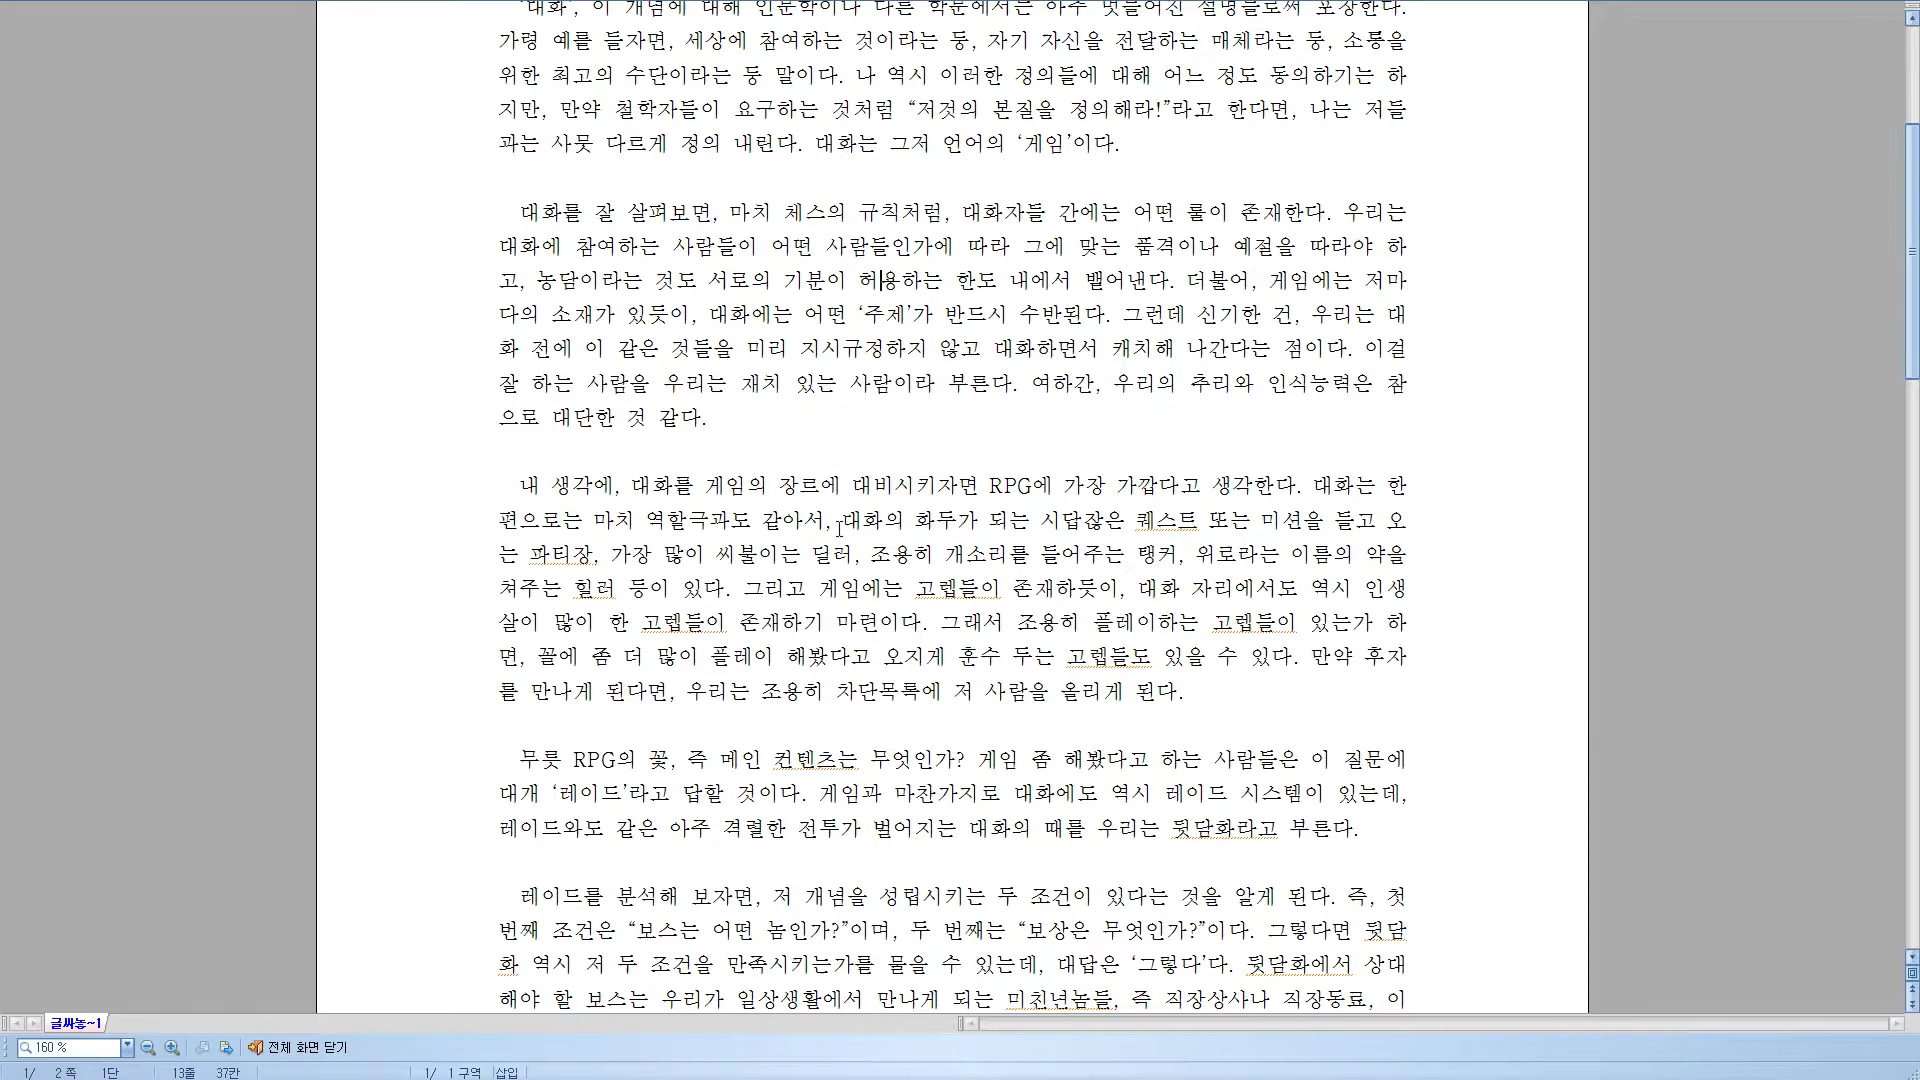 ‘대화’, 이 개념에 대해 인문학이나 다른 학문에서는 아주 멋들어진 설명들로써 포장한다.
가령 예를 들자면, 세상에 참여하는 것이라는 둥, 자기 자신을 전달하는 매체라는 둥, 소통을
위한 최고의 수단이라는 둥 말이다. 나 역시 이러한 정의들에 대해 어느 정도 동의하기는 하
지만, 만약 철학자들이 요구하는 것처럼 “저것의 본질을 정의해라!”라고 한다면, 나는 저들
과는 사뭇 다르게 정의 내린다. 대화는 그저 언어의 ‘게임’이다.
대화를 잘 살펴보면, 마치 체스의 규칙처럼, 대화자들 간에는 어떤 룰이 존재한다. 우리는
대화에 참여하는 사람들이 어떤 사람들인가에 따라 그에 맞는 품격이나 예절을 따라야 하
고, 농담이라는 것도 서로의 기분이 허용하는 한도 내에서 뱉어낸다. 더불어, 게임에는 저마
다의 소재가 있듯이, 대화에는 어떤 ‘주제’가 반드시 수반된다. 그런데 신기한 건, 우리는 대
화 전에 이 같은 것들을 미리 지시규정하지 않고 대화하면서 캐치해 나간다는 점이다. 이걸
잘 하는 사람을 우리는 재치 있는 사람이라 부른다. 여하간, 우리의 추리와 인식능력은 참
으로 대단한 것 같다.
내 생각에, 대화를 게임의 장르에 대비시키자면 RPG에 가장 가깝다고 생각한다. 대화는 한
편으로는 마치 역할극과도 같아서, 대화의 화두가 되는 시답잖은 퀘스트 또는 미션을 들고 오
는 파티장, 가장 많이 씨불이는 딜러, 조용히 개소리를 들어주는 탱커, 위로라는 이름의 약을
쳐주는 힐러 등이 있다. 그리고 게임에는 고렙들이 존재하듯이, 대화 자리에서도 역시 인생
살이 많이 한 고렙들이 존재하기 마련이다. 그래서 조용히 플레이하는 고렙들이 있는가 하
면, 꼴에 좀 더 많이 플레이 해봤다고 오지게 훈수 두는 고렙들도 있을 수 있다. 만약 후자
를 만나게 된다면, 우리는 조용히 차단목록에 저 사람을 올리게 된다.
무릇 RPG의 꽃, 즉 메인 컨텐츠는 무엇인가? 게임 좀 해봤다고 하는 사람들은 이 질문에
대개 ‘레이드’라고 답할 것이다. 게임과 마찬가지로 대화에도 역시 레이드 시스템이 있는데,
레이드와도 같은 아주 격렬한 전투가 벌어지는 대화의 때를 우리는 뒷담화라고 부른다.
레이드를 분석해 보자면, 저 개념을 성립시키는 두 조건이 있다는 것을 알게 된다. 즉, 첫
번째 조건은 “보스는 어떤 놈인가?”이며, 두 번째는 “보상은 무엇인가?”이다. 그렇다면 뒷담
화 역시 저 두 조건을 만족시키는가를 물을 수 있는데, 대답은 ‘그렇다’다. 뒷담화에서 상대
해야 할 보스는 우리가 일상생활에서 만나게 되는 미친년놈들, 즉 직장상사나 직장동료, 이
글싸놓~1
160 %
전체 화면 닫기
1/ 2 쪽 1단 13줄 37칸 1/ 1 구역 삽입